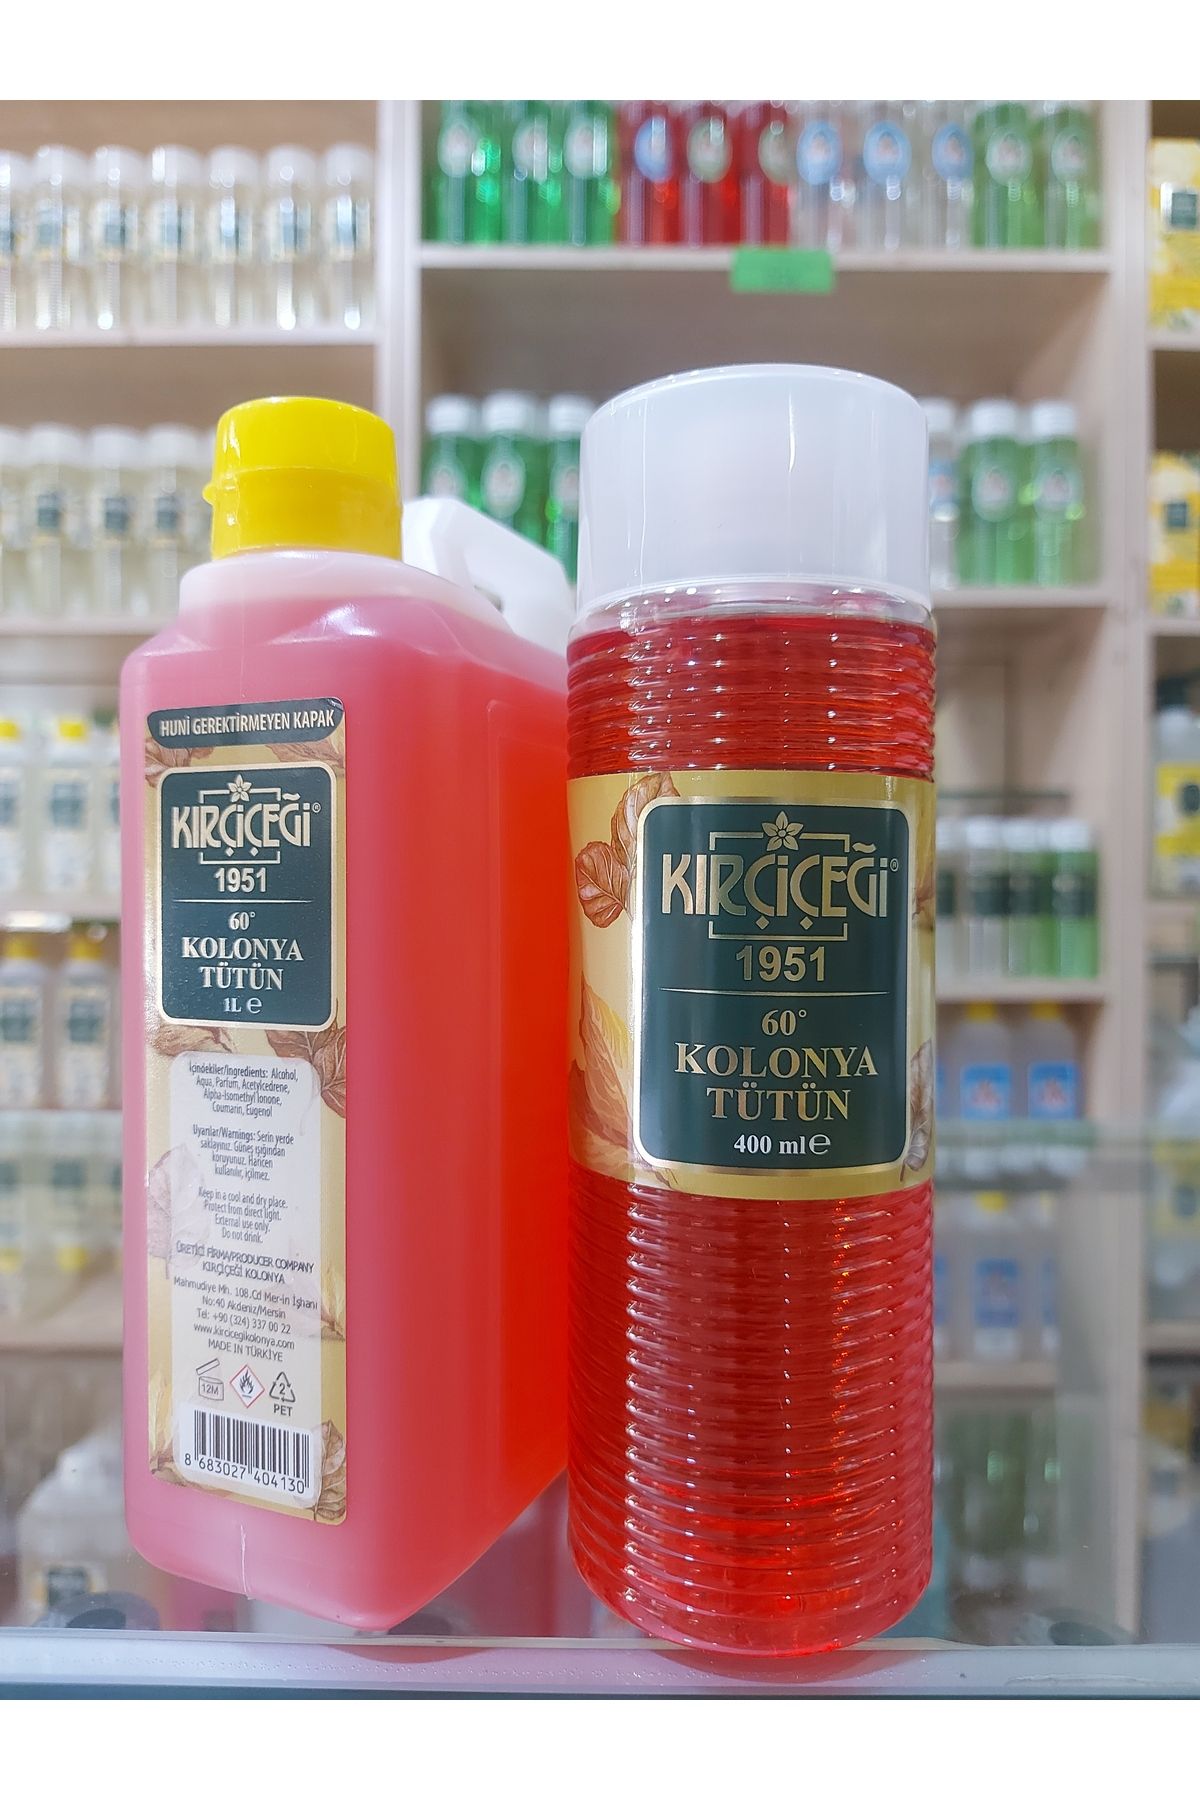 HUNİ GEREKTİRMEYEN KAPAK
KIRÇİÇEĞİ®
1951
60°
KOLONYA
TÜTÜN
1L ℮
İçindekiler/Ingredients: Alcohol,
Aqua, Parfum, Acetylcedrene,
Alpha-Isomethyl Ionone,
Coumarin, Eugenol
Uyarılar/Warnings: Serin yerde
saklayınız. Güneş ışığından
koruyunuz. Haricen
kullanılır, içilmez.
Keep in a cool and dry place.
Protect from direct light.
External use only.
Do not drink.
ÜRETİCİ FİRMA/PRODUCER COMPANY
KIRÇİÇEĞİ KOLONYA
Mahmudiye Mh. 108.Cd Mer-in İşhanı
No:40 Akdeniz/Mersin
Tel: +90 (324) 337 00 22
www.kircicegikolonya.com
MADE IN TÜRKİYE
12M
2
PET
8 683027 404130
KIRÇİÇEĞİ®
1951
60°
KOLONYA
TÜTÜN
400 ml℮